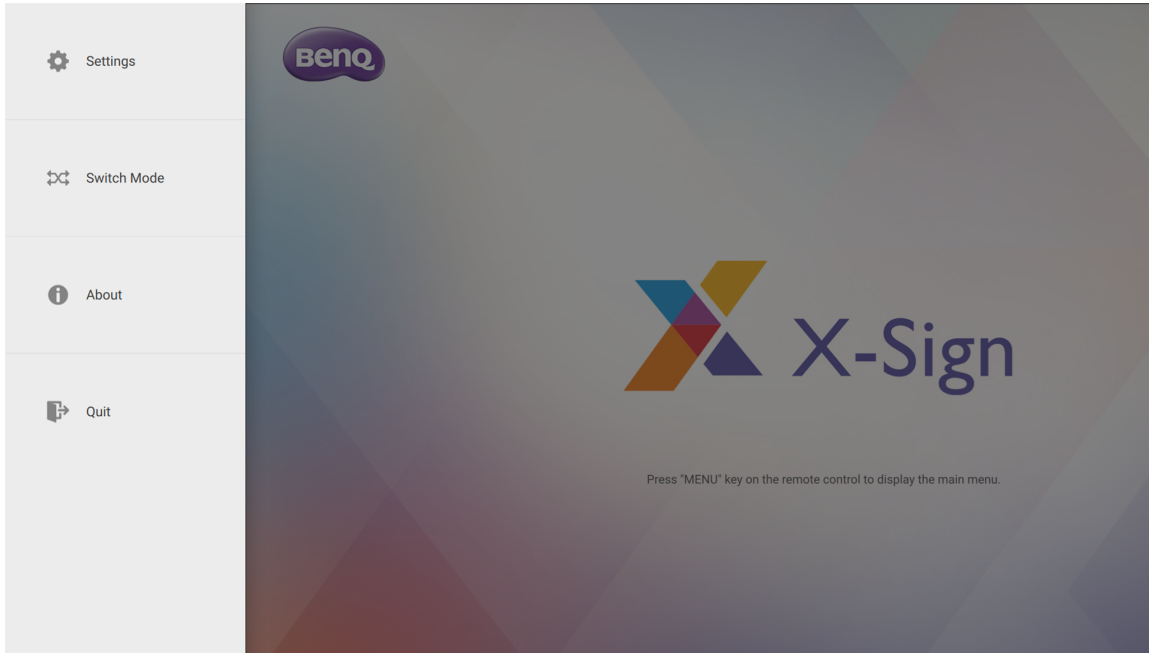 Settings
Switch Mode
About
Quit
BenQ
X-Sign
Press "MENU" key on the remote control to display the main menu.